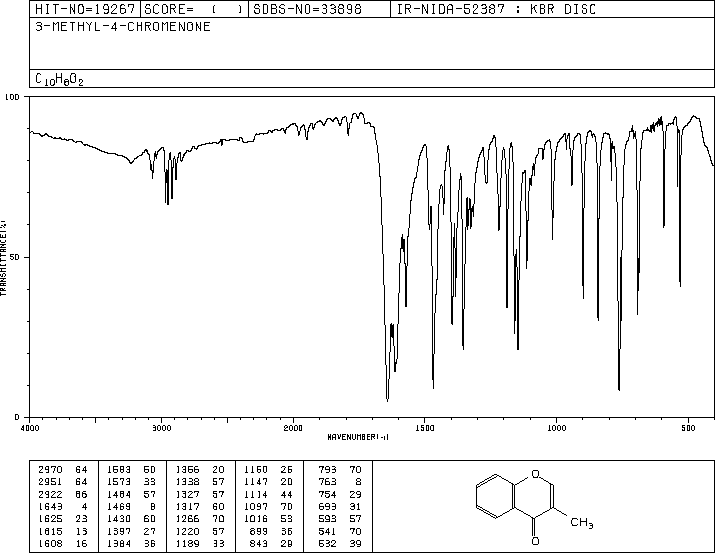 HIT-NO=19267 SCORE= ( ) SDBS-NO=33898 IR-NIDA-52387 : KBR DISC
3-METHYL-4-CHROMENONE
C10H8O2
100
50
0
TRANSMITTANCE(%)
4000 3000 2000 1500 1000 500
WAVENUMBER(-1)
2970 64 1583 50 1356 20 1150 25 793 70
2951 64 1573 33 1338 57 1147 20 763 8
2922 66 1484 57 1327 57 1114 44 754 29
1643 4 1469 8 1317 60 1097 70 693 31
1625 23 1430 60 1266 70 1016 53 593 57
1615 13 1397 27 1220 57 899 36 541 70
1608 16 1384 36 1189 33 843 29 532 39
O
CH3
O